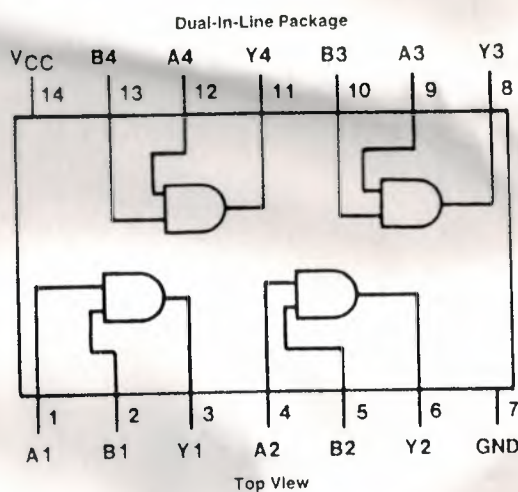 Dual-In-Line Package
VCC B4 A4 Y4 B3 A3 Y3
14 13 12 11 10 9 8
1 2 3 4 5 6 7
A1 B1 Y1 A2 B2 Y2 GND
Top View